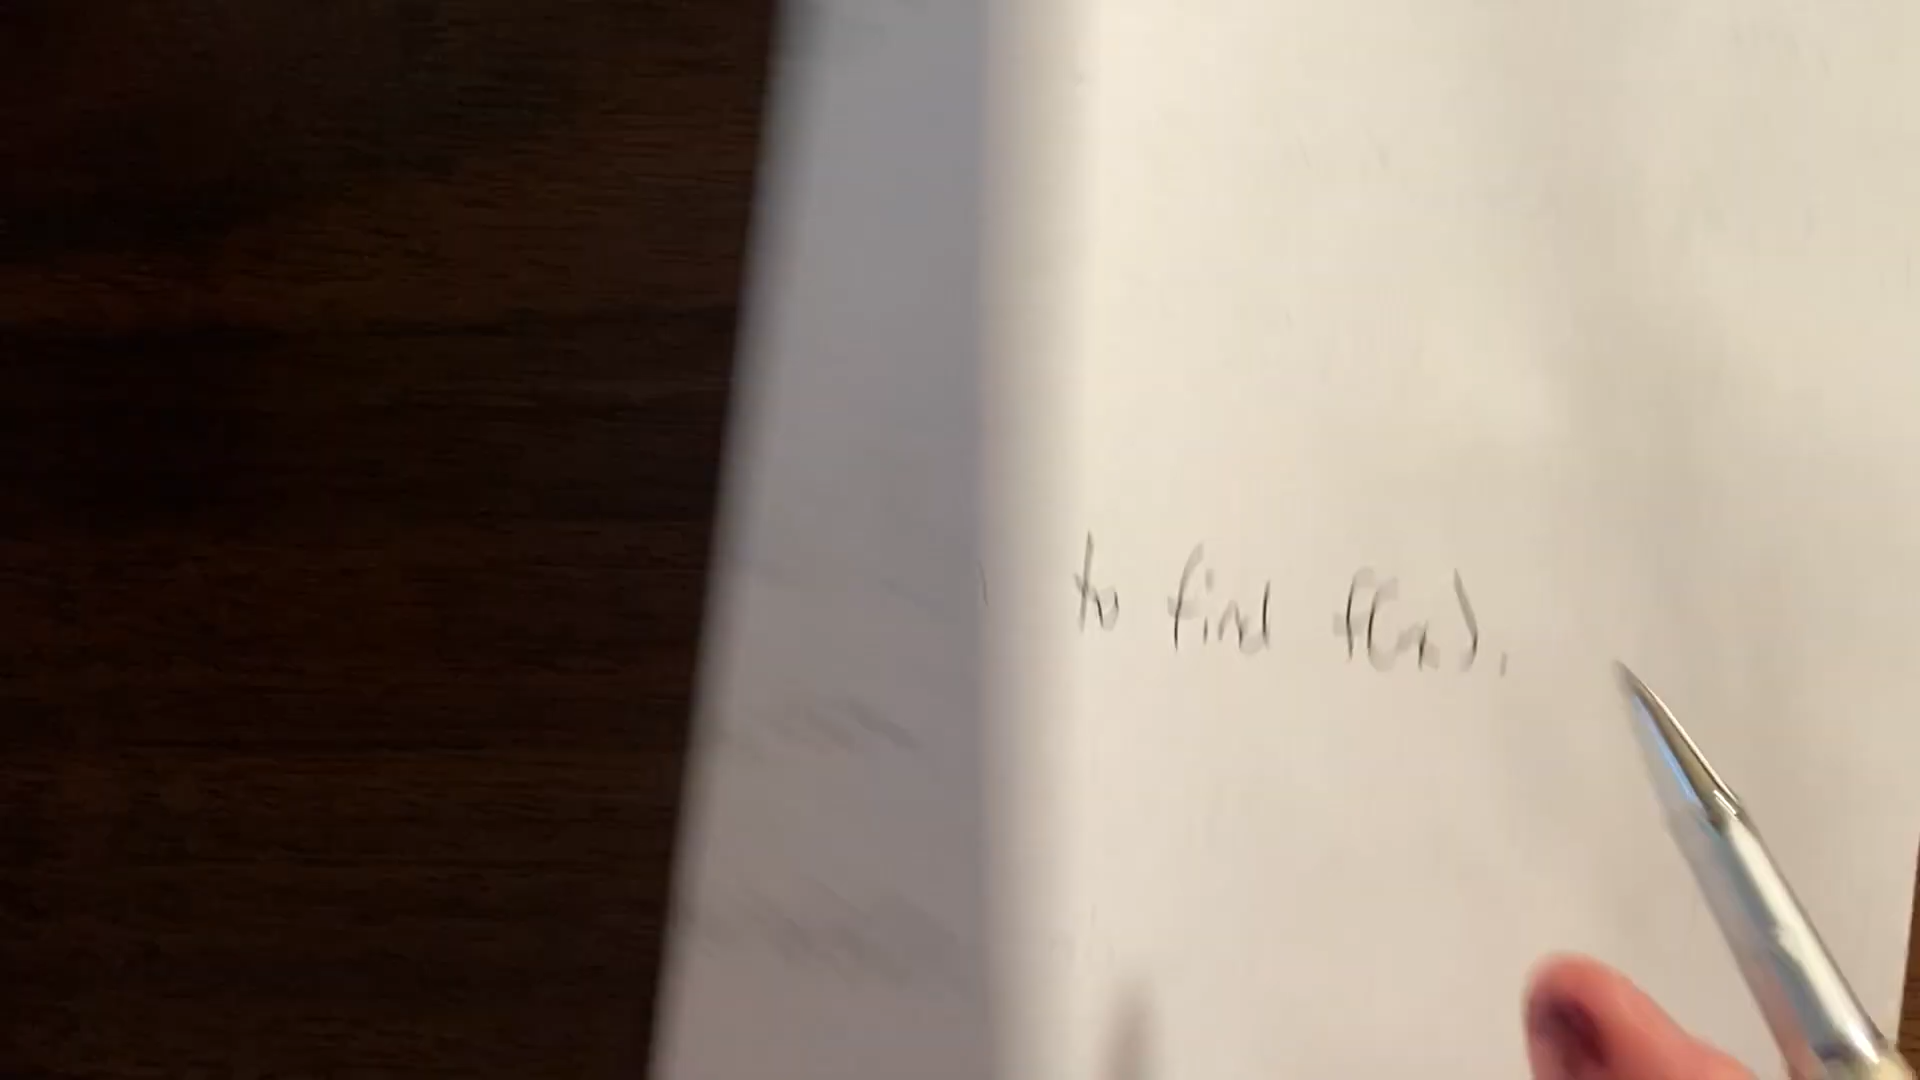 to find f(x).